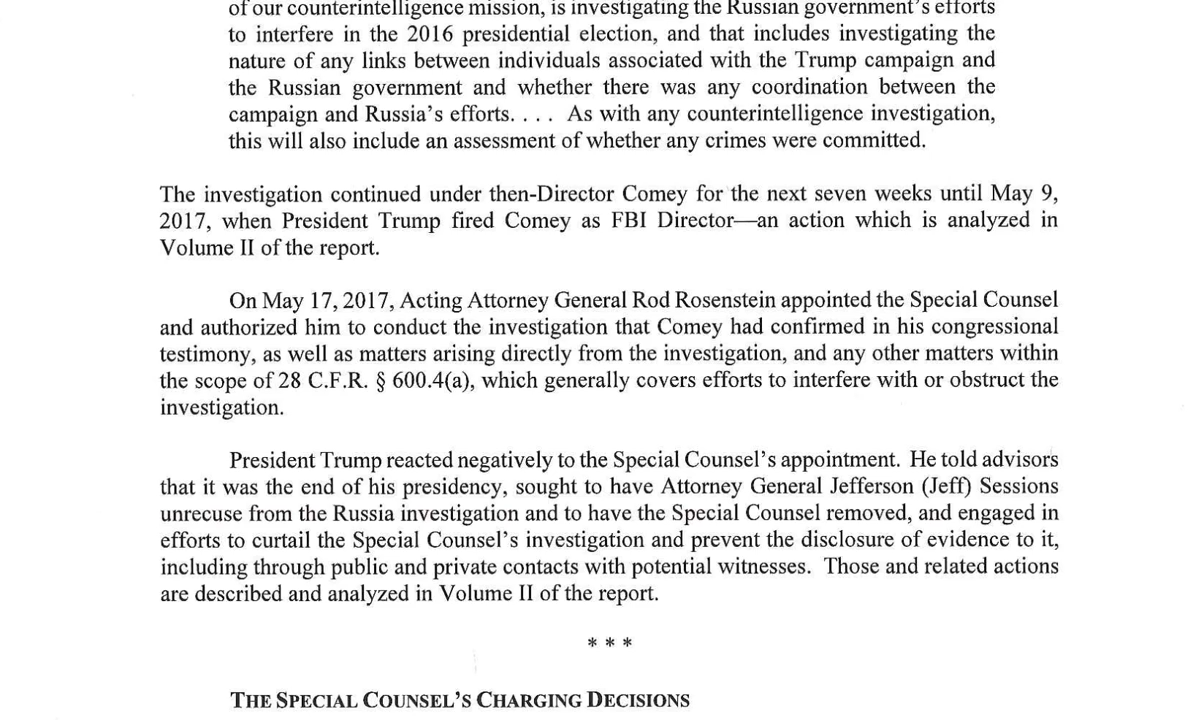 of our counterintelligence mission, is investigating the Russian government's efforts
to interfere in the 2016 presidential election, and that includes investigating the
nature of any links between individuals associated with the Trump campaign and
the Russian government and whether there was any coordination between the
campaign and Russia's efforts. . . . As with any counterintelligence investigation,
this will also include an assessment of whether any crimes were committed.
The investigation continued under then-Director Comey for the next seven weeks until May 9,
2017, when President Trump fired Comey as FBI Director—an action which is analyzed in
Volume II of the report.
On May 17, 2017, Acting Attorney General Rod Rosenstein appointed the Special Counsel
and authorized him to conduct the investigation that Comey had confirmed in his congressional
testimony, as well as matters arising directly from the investigation, and any other matters within
the scope of 28 C.F.R. § 600.4(a), which generally covers efforts to interfere with or obstruct the
investigation.
President Trump reacted negatively to the Special Counsel's appointment. He told advisors
that it was the end of his presidency, sought to have Attorney General Jefferson (Jeff) Sessions
unrecuse from the Russia investigation and to have the Special Counsel removed, and engaged in
efforts to curtail the Special Counsel's investigation and prevent the disclosure of evidence to it,
including through public and private contacts with potential witnesses. Those and related actions
are described and analyzed in Volume II of the report.
* * *
THE SPECIAL COUNSEL'S CHARGING DECISIONS